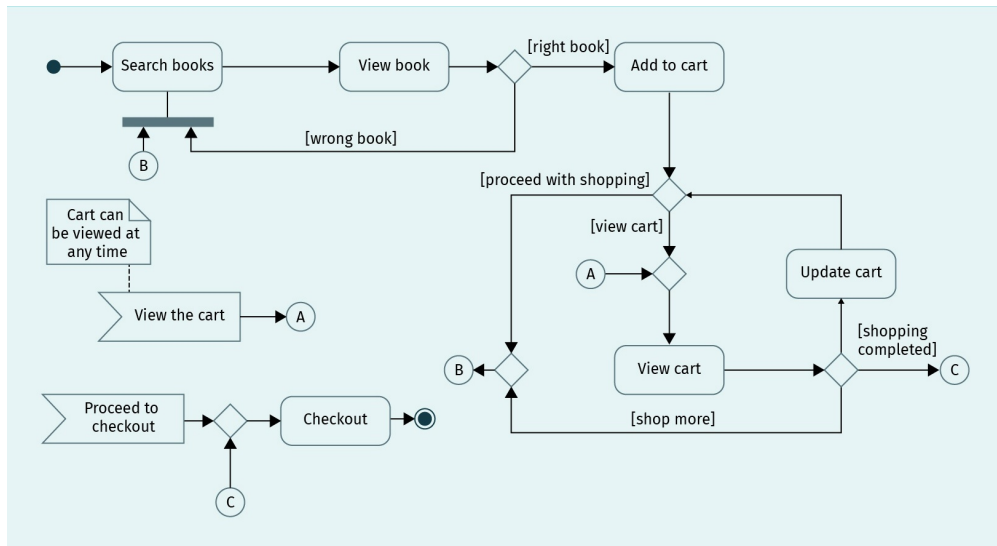 [right book]
Search books
View book
Add to cart
[wrong book]
B
[proceed with shopping]
Cart can
be viewed at
any time
[view cart]
A
Update cart
View the cart
A
[shopping
completed]
B
View cart
C
Proceed to
checkout
Checkout
[shop more]
C